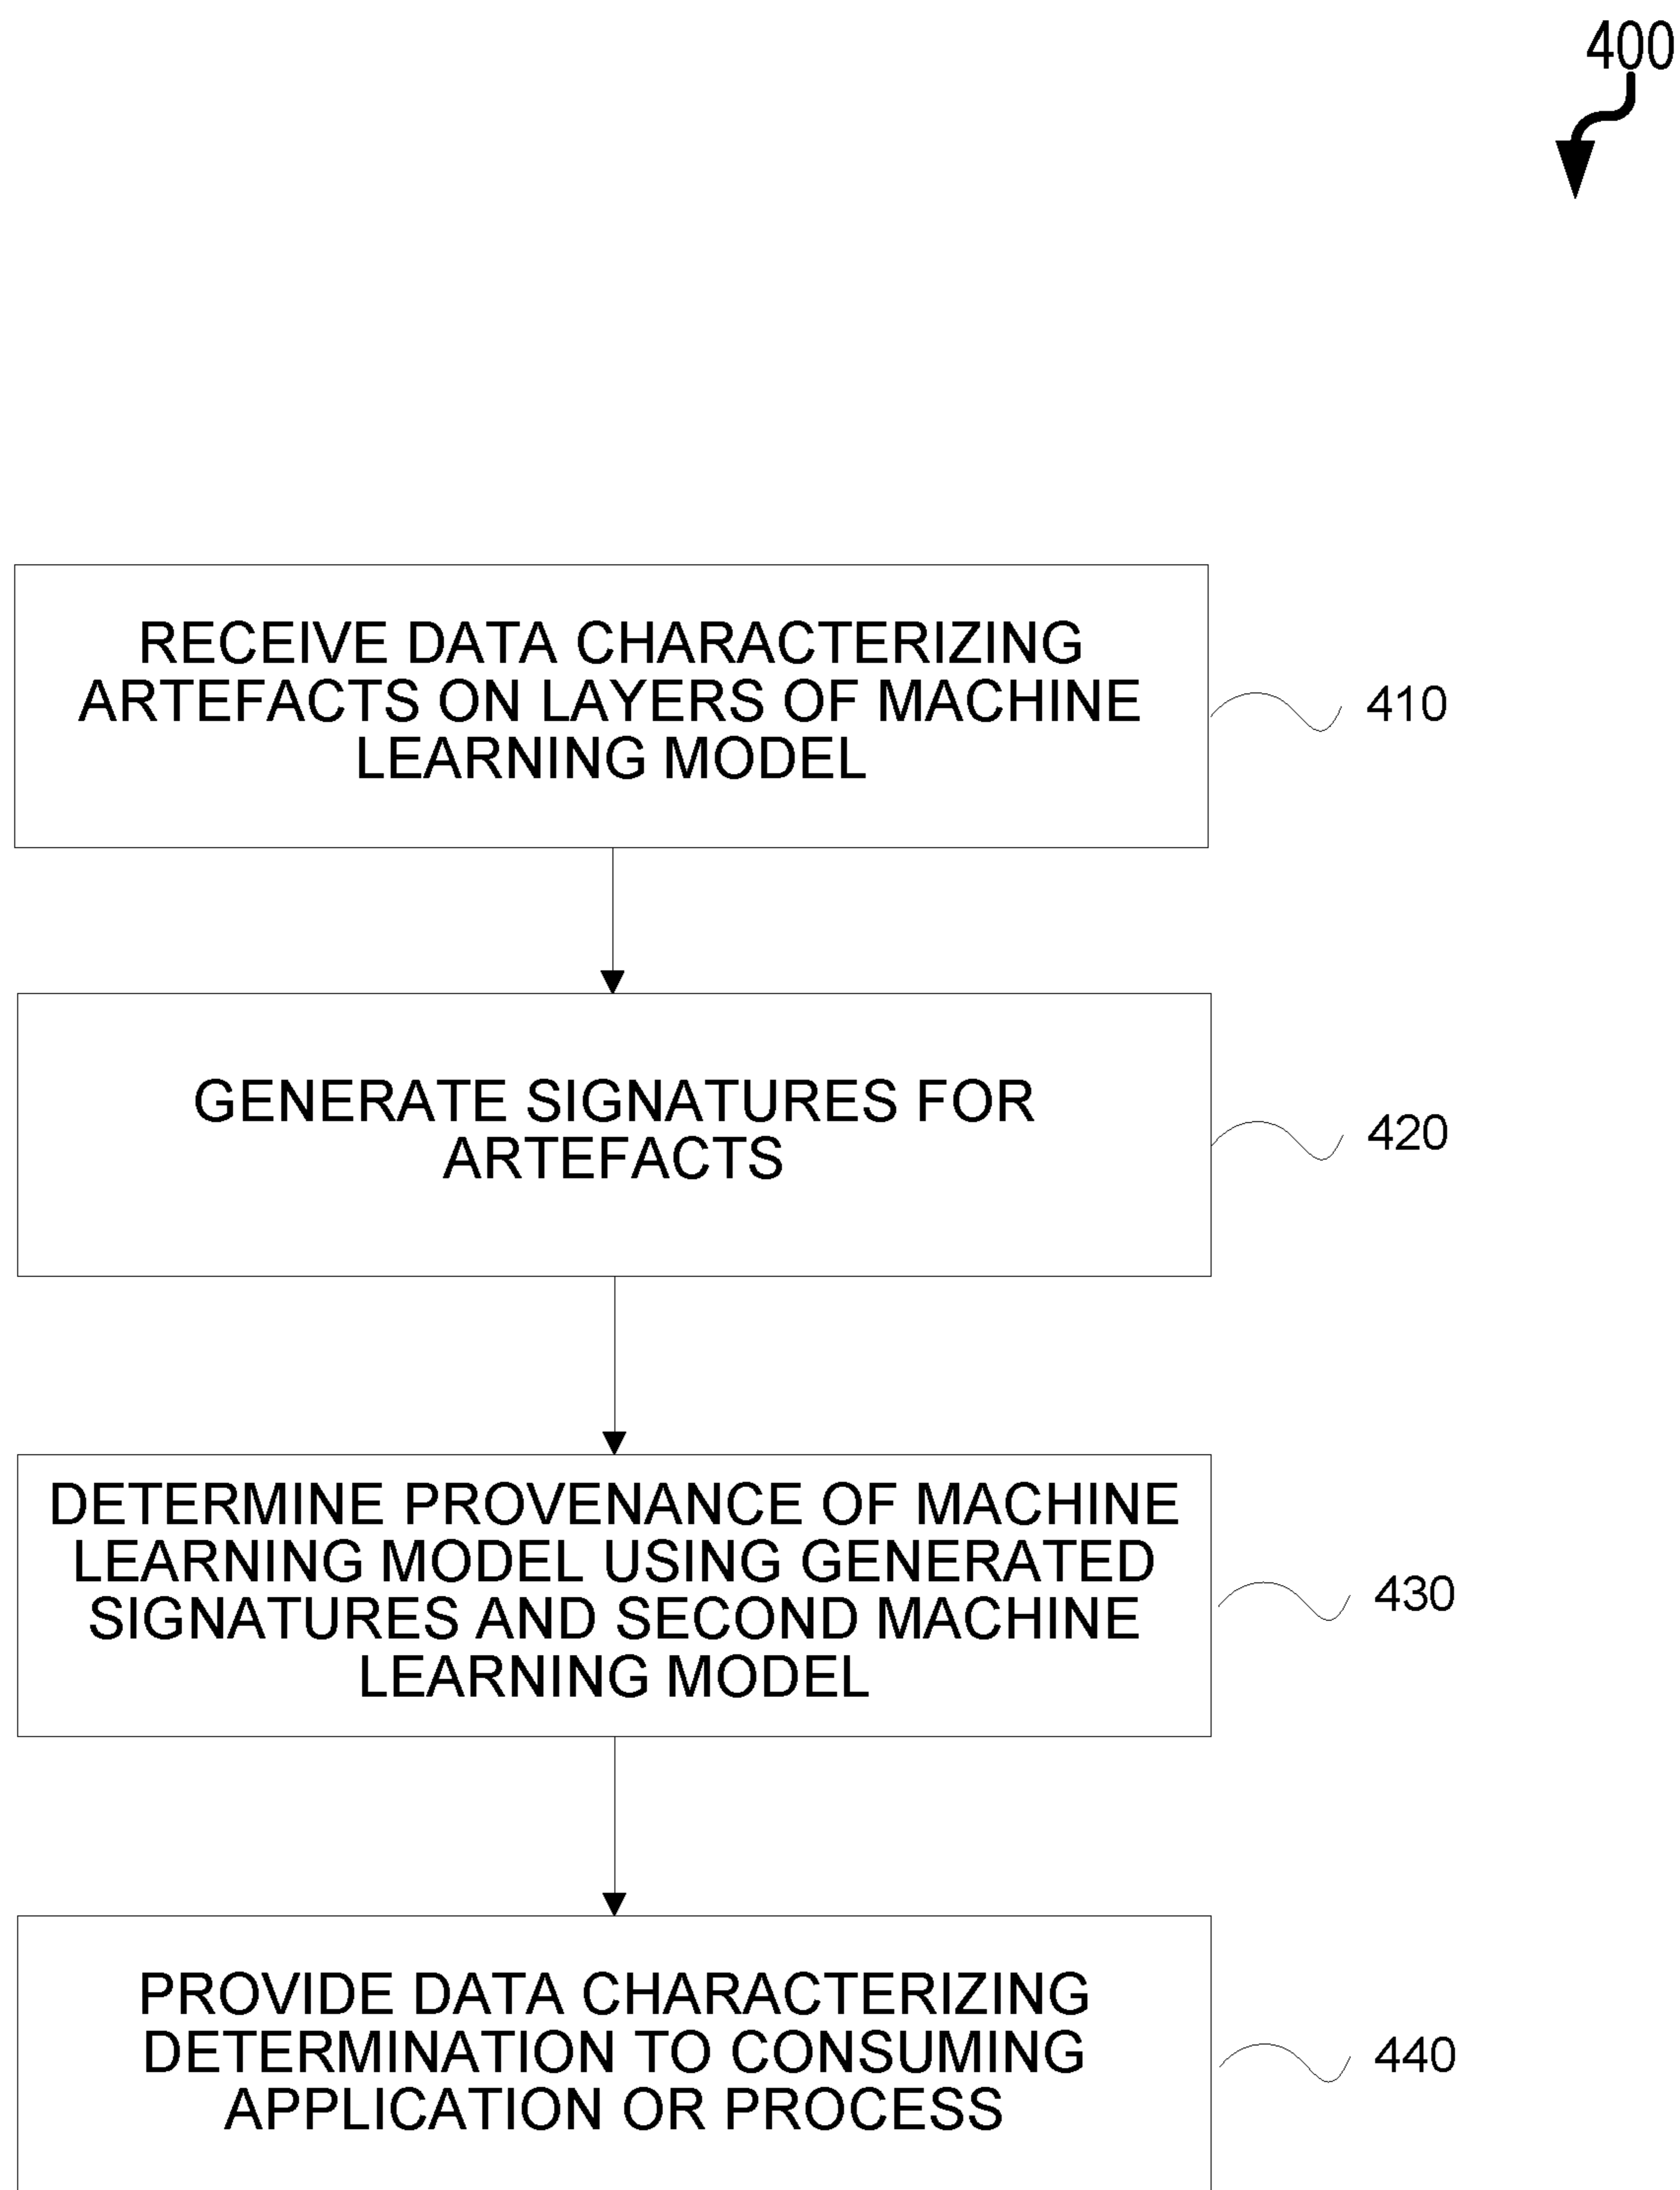 400
RECEIVE DATA CHARACTERIZING
ARTEFACTS ON LAYERS OF MACHINE
LEARNING MODEL
410
GENERATE SIGNATURES FOR
ARTEFACTS
420
DETERMINE PROVENANCE OF MACHINE
LEARNING MODEL USING GENERATED
SIGNATURES AND SECOND MACHINE
LEARNING MODEL
430
PROVIDE DATA CHARACTERIZING
DETERMINATION TO CONSUMING
APPLICATION OR PROCESS
440